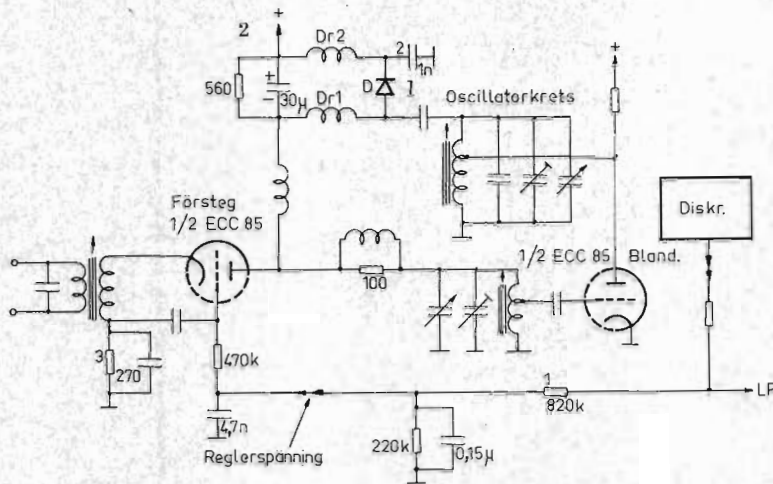 2
+
Dr2
2
1n
+
560
+
−
30µ
D
1
Dr1
Oscillatorkrets
Försteg
1/2 ECC 85
Diskr.
1/2 ECC 85 Bland.
100
3
270
470k
1
820k
LF
4,7n
220k
0,15µ
Reglerspänning